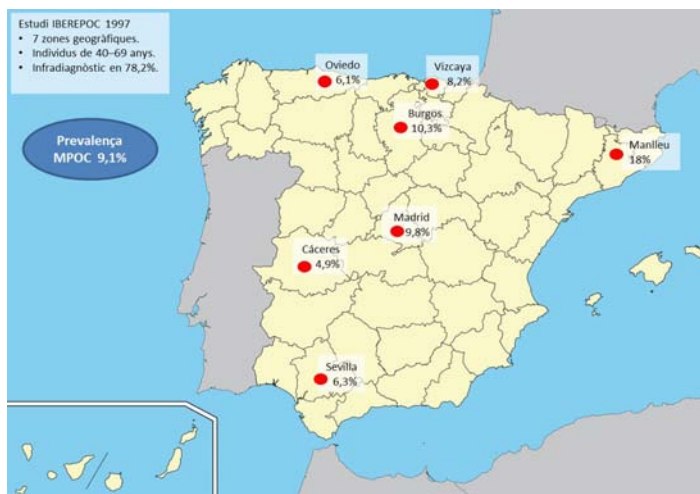 Estudi IBEREPOC 1997
• 7 zones geogràfiques.
• Individus de 40–69 anys.
• Infradiagnòstic en 78,2%.
Prevalença
MPOC 9,1%
Oviedo
6,1%
Vizcaya
8,2%
Burgos
10,3%
Manlleu
18%
Madrid
9,8%
Cáceres
4,9%
Sevilla
6,3%